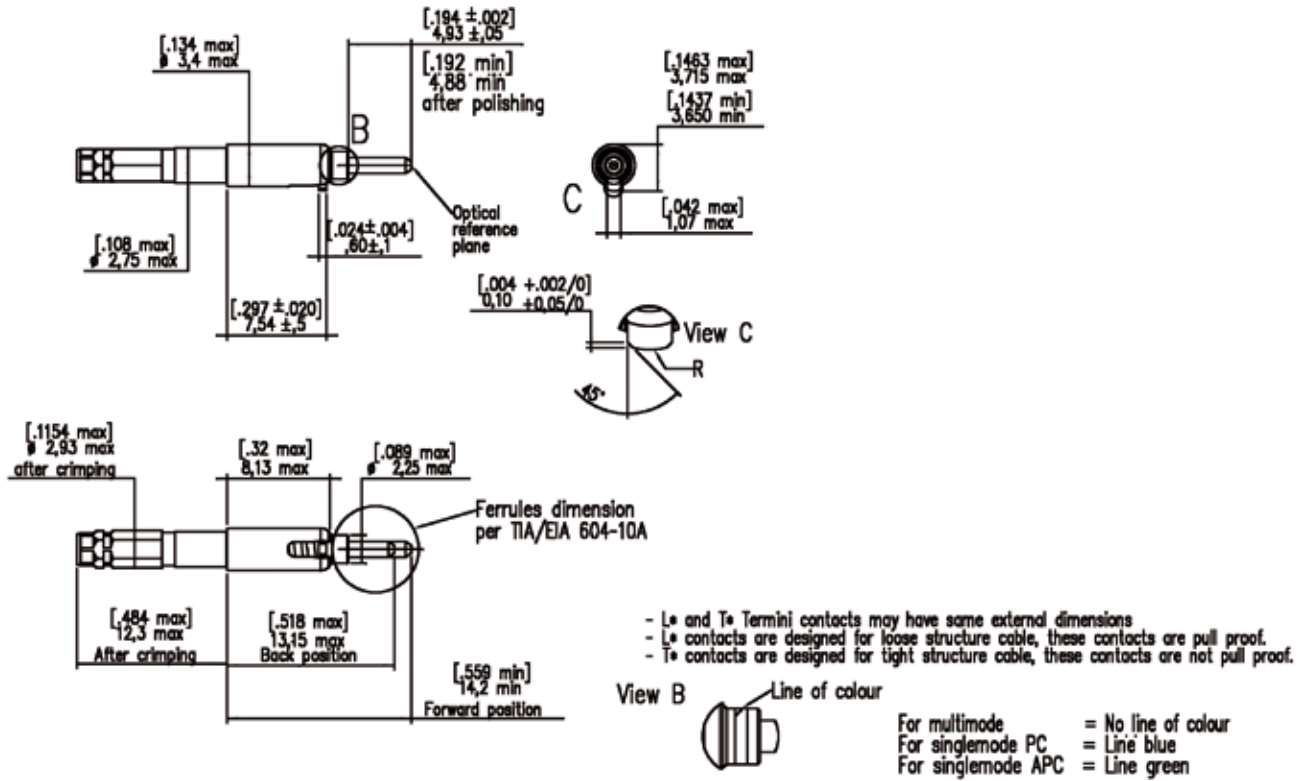 [.194 ±.002]
4,93 ±,05
[.192 min]
4,88 min
after polishing
[.134 max]
ø 3,4 max
B
[.1463 max]
3,715 max
[.1437 min]
3,650 min
C
[.042 max]
1,07 max
Optical
reference
plane
[.024±.004]
,60±,1
[.108 max]
ø 2,75 max
[.297 ±.020]
7,54 ±,5
[.004 +.002/0]
0,10 +0,05/0
View C
R
45°
[.1154 max]
ø 2,93 max
after crimping
[.32 max]
8,13 max
[.089 max]
ø 2,25 max
Ferrules dimension
per TIA/EIA 604-10A
[.484 max]
12,3 max
After crimping
[.518 max]
13,15 max
Back position
[.559 min]
14,2 min
Forward position
- L* and T* Termini contacts may have same external dimensions
- L* contacts are designed for loose structure cable, these contacts are pull proof.
- T* contacts are designed for tight structure cable, these contacts are not pull proof.
View B
Line of colour
For multimode = No line of colour
For singlemode PC = Line blue
For singlemode APC = Line green